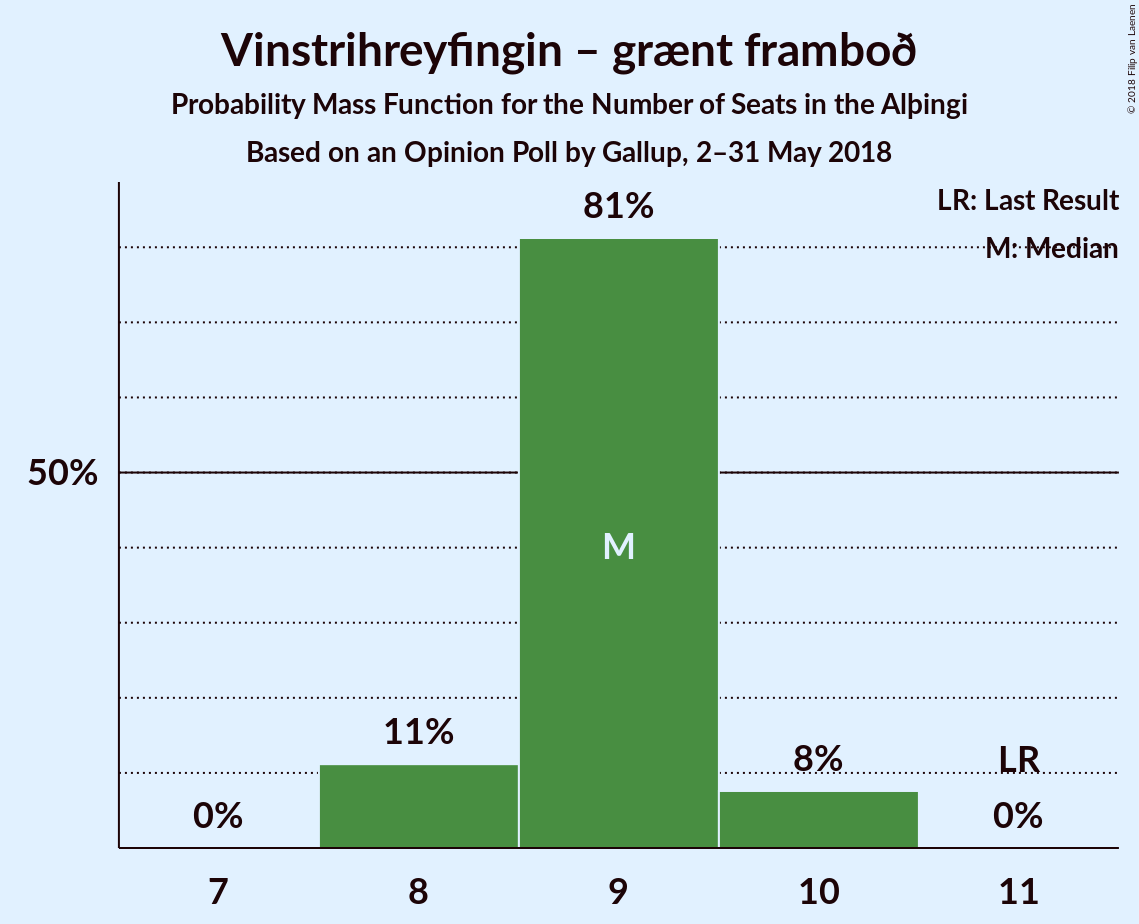 Vinstrihreyfingin – grænt framboð
Probability Mass Function for the Number of Seats in the Alþingi
Based on an Opinion Poll by Gallup, 2–31 May 2018
© 2018 Filip van Laenen
LR: Last Result
M: Median
81%
50%
M
11%
8%
LR
0%
0%
7
8
9
10
11